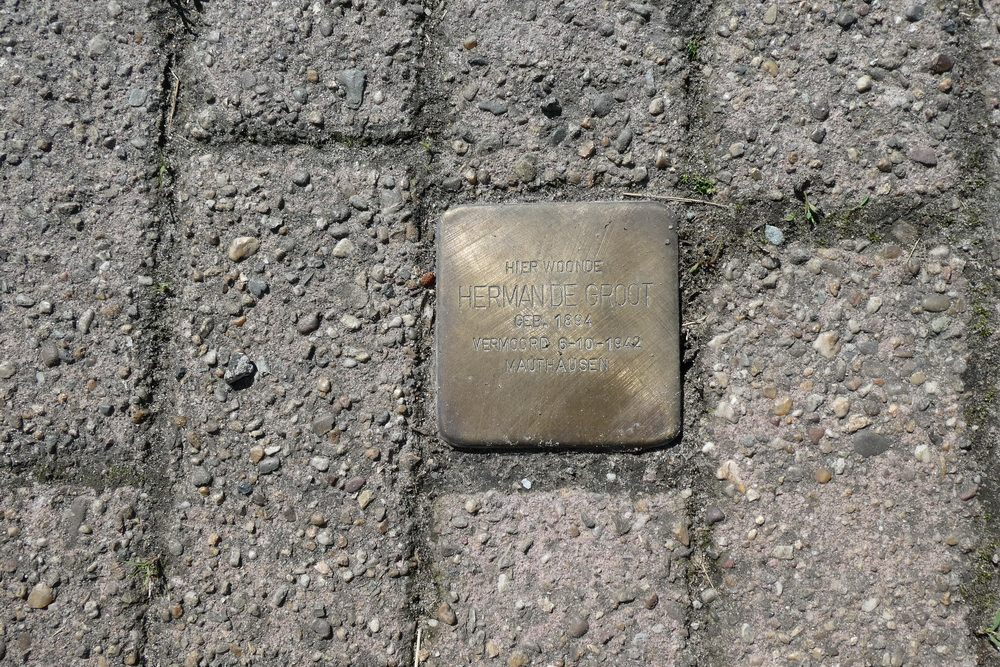 HIER WOONDE
HERMAN DE GROOT
GEB. 1894
VERMOORD 6-10-1942
MAUTHAUSEN